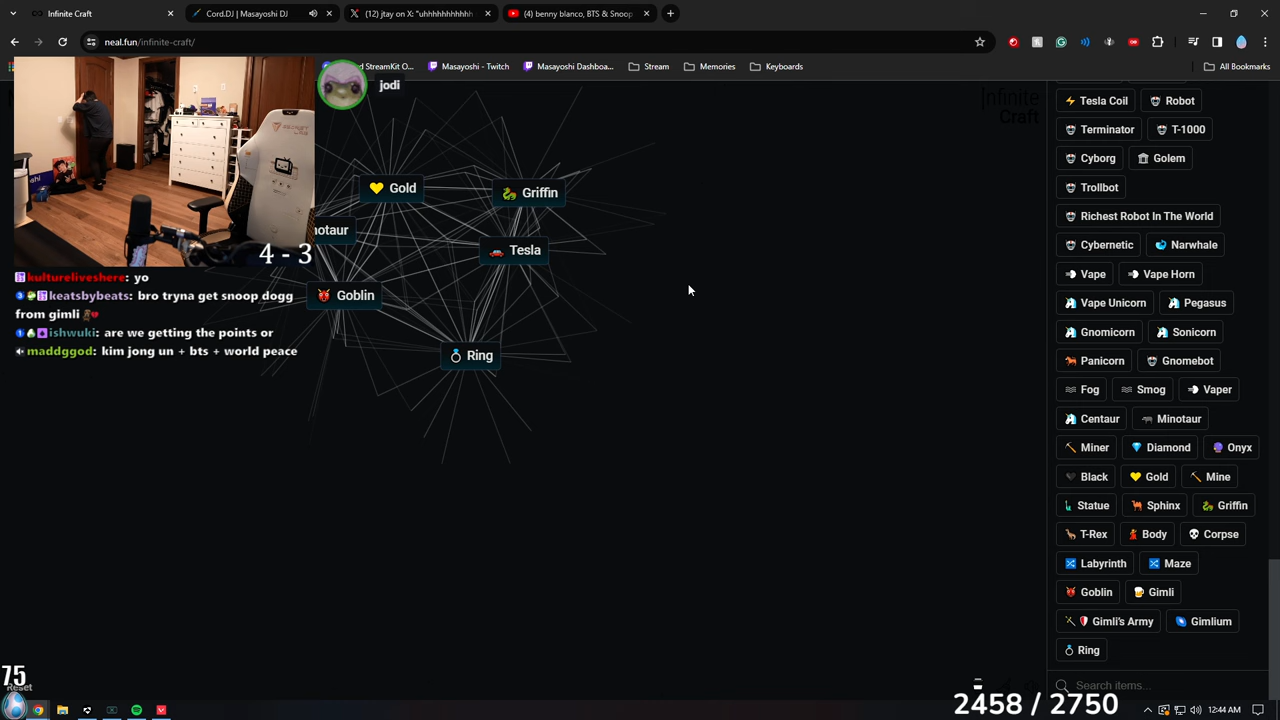 Infinite Craft
Cord.DJ | Masayoshi DJ
(12) jtay on X: "uhhhhhhhhhhh
(4) benny blanco, BTS & Snoop
neal.fun/infinite-craft/
d StreamKit O...
Masayoshi - Twitch
Masayoshi Dashboa...
Stream
Memories
Keyboards
All Bookmarks
jodi
Infinite
Craft
Gold
Griffin
notaur
Tesla
Goblin
Ring
4 - 3
kultureliveshere: yo
keatsbybeats: bro tryna get snoop dogg
from gimli
ishwuki: are we getting the points or
maddggod: kim jong un + bts + world peace
Tesla Coil
Robot
Terminator
T-1000
Cyborg
Golem
Trollbot
Richest Robot In The World
Cybernetic
Narwhale
Vape
Vape Horn
Vape Unicorn
Pegasus
Gnomicorn
Sonicorn
Panicorn
Gnomebot
Fog
Smog
Vaper
Centaur
Minotaur
Miner
Diamond
Onyx
Black
Gold
Mine
Statue
Sphinx
Griffin
T-Rex
Body
Corpse
Labyrinth
Maze
Goblin
Gimli
Gimli's Army
Gimlium
Ring
Search items...
75
Reset
2458 / 2750
12:44 AM